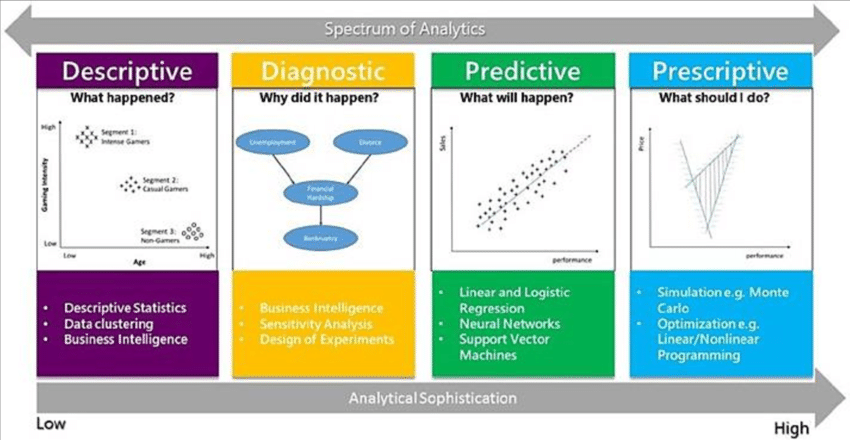 Spectrum of Analytics
Descriptive
What happened?
High
Segment 1:
Intense Gamers
Segment 2:
Casual Gamers
Segment 3:
Non-Gamers
Gaming Intensity
Low
Low
High
Age
• Descriptive Statistics
• Data clustering
• Business Intelligence
Diagnostic
Why did it happen?
Unemployment
Divorce
Financial
Hardship
Bankruptcy
• Business Intelligence
• Sensitivity Analysis
• Design of Experiments
Predictive
What will happen?
Sales
performance
• Linear and Logistic
Regression
• Neural Networks
• Support Vector
Machines
Prescriptive
What should I do?
Price
performance
• Simulation e.g. Monte
Carlo
• Optimization e.g.
Linear/Nonlinear
Programming
Analytical Sophistication
Low
High